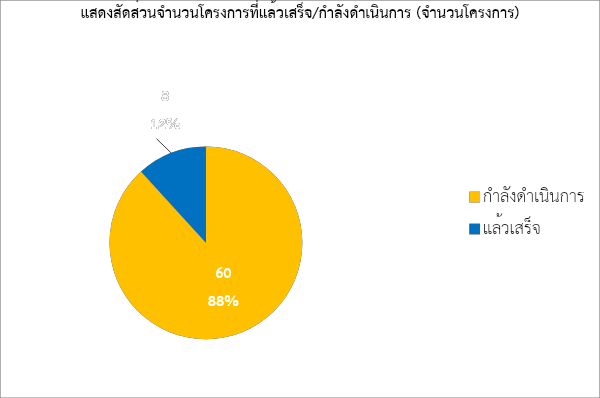 แสดงสัดส่วนจำนวนโครงการที่แล้วเสร็จ/กำลังดำเนินการ (จำนวนโครงการ)
8
12%
กำลังดำเนินการ
แล้วเสร็จ
60
88%